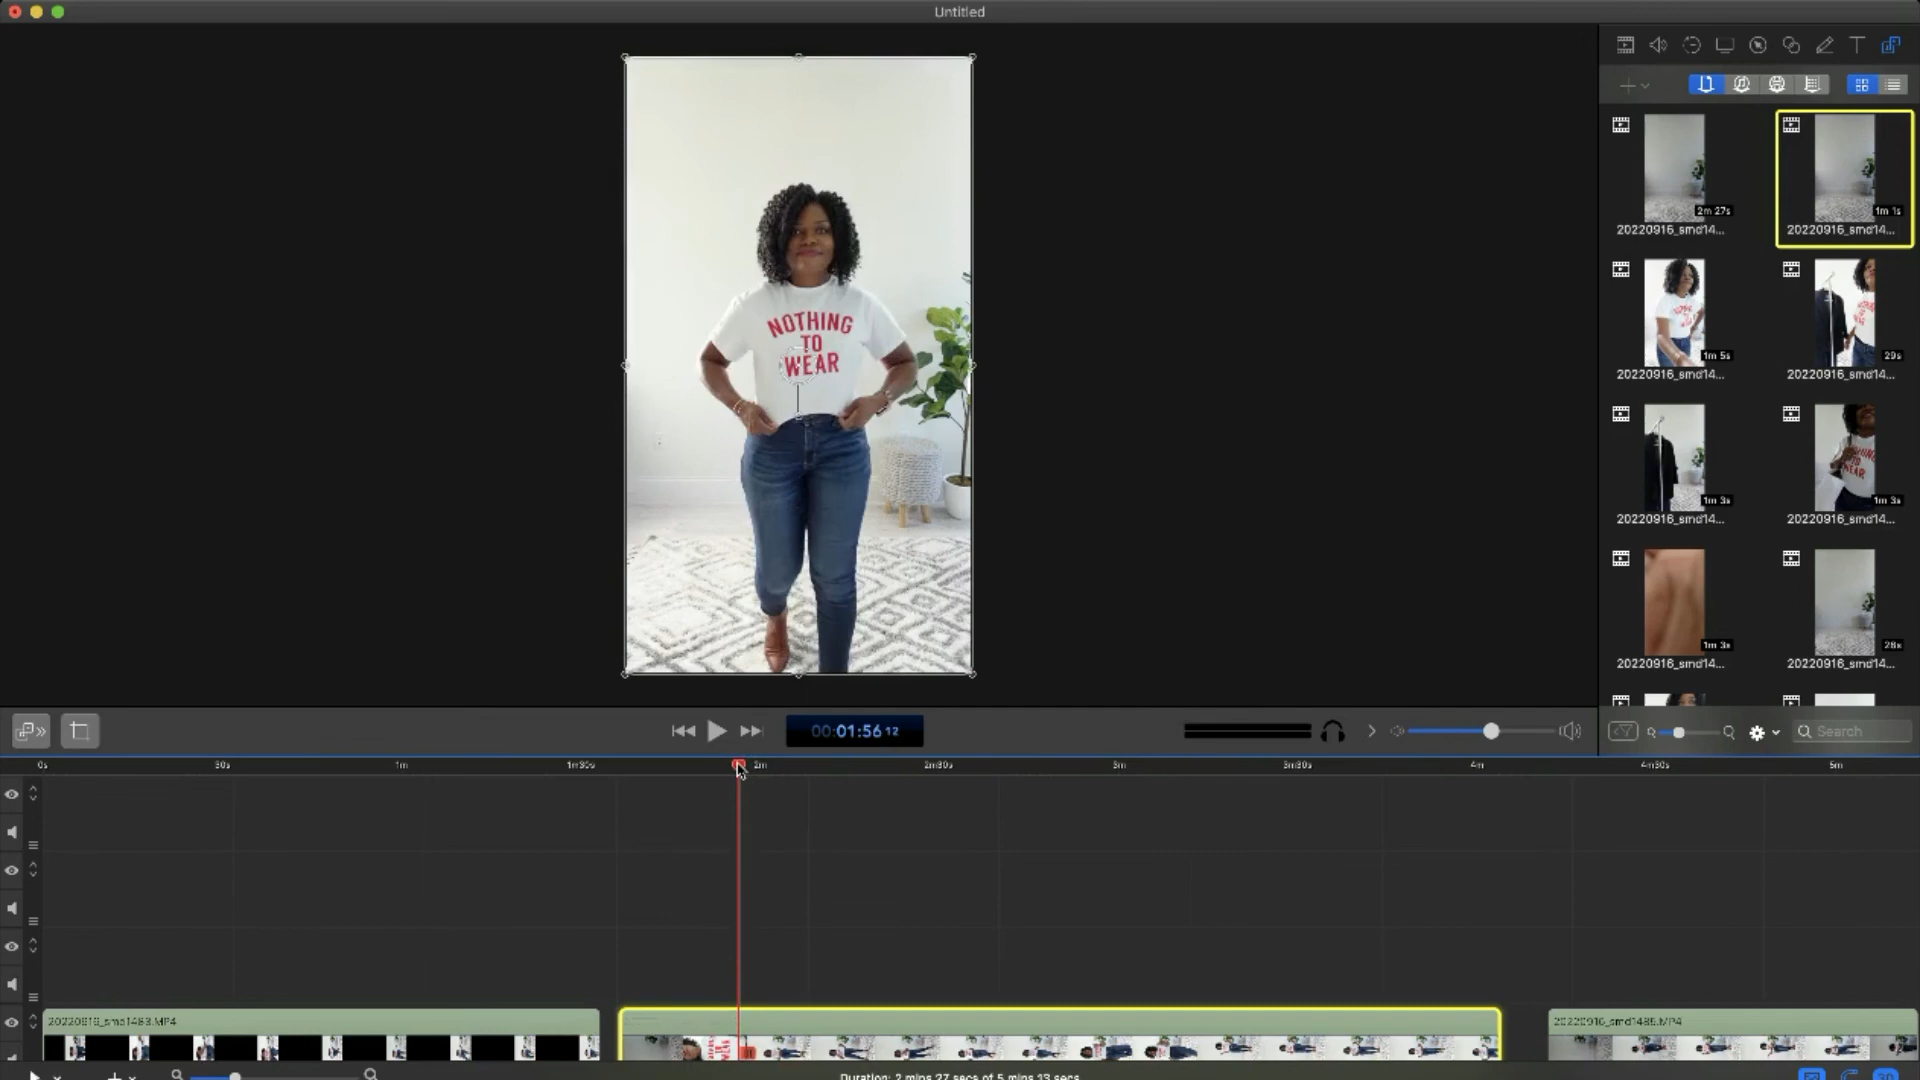 Untitled
2m 27s
1m 1s
20220916_smd14...
20220916_smd14...
1m 5s
29s
20220916_smd14...
20220916_smd14...
1m 3s
1m 3s
20220916_smd14...
20220916_smd14...
1m 3s
28s
20220916_smd14...
20220916_smd14...
NOTHING
TO
WEAR
00:01:56 12
Search
0s 30s 1m 1m30s 2m 2m30s 3m 3m30s 4m 4m30s 5m
20220916_smd1483.MP4
20220916_smd1485.MP4
Duration: 2 mins 27 secs of 5 mins 13 secs
3D